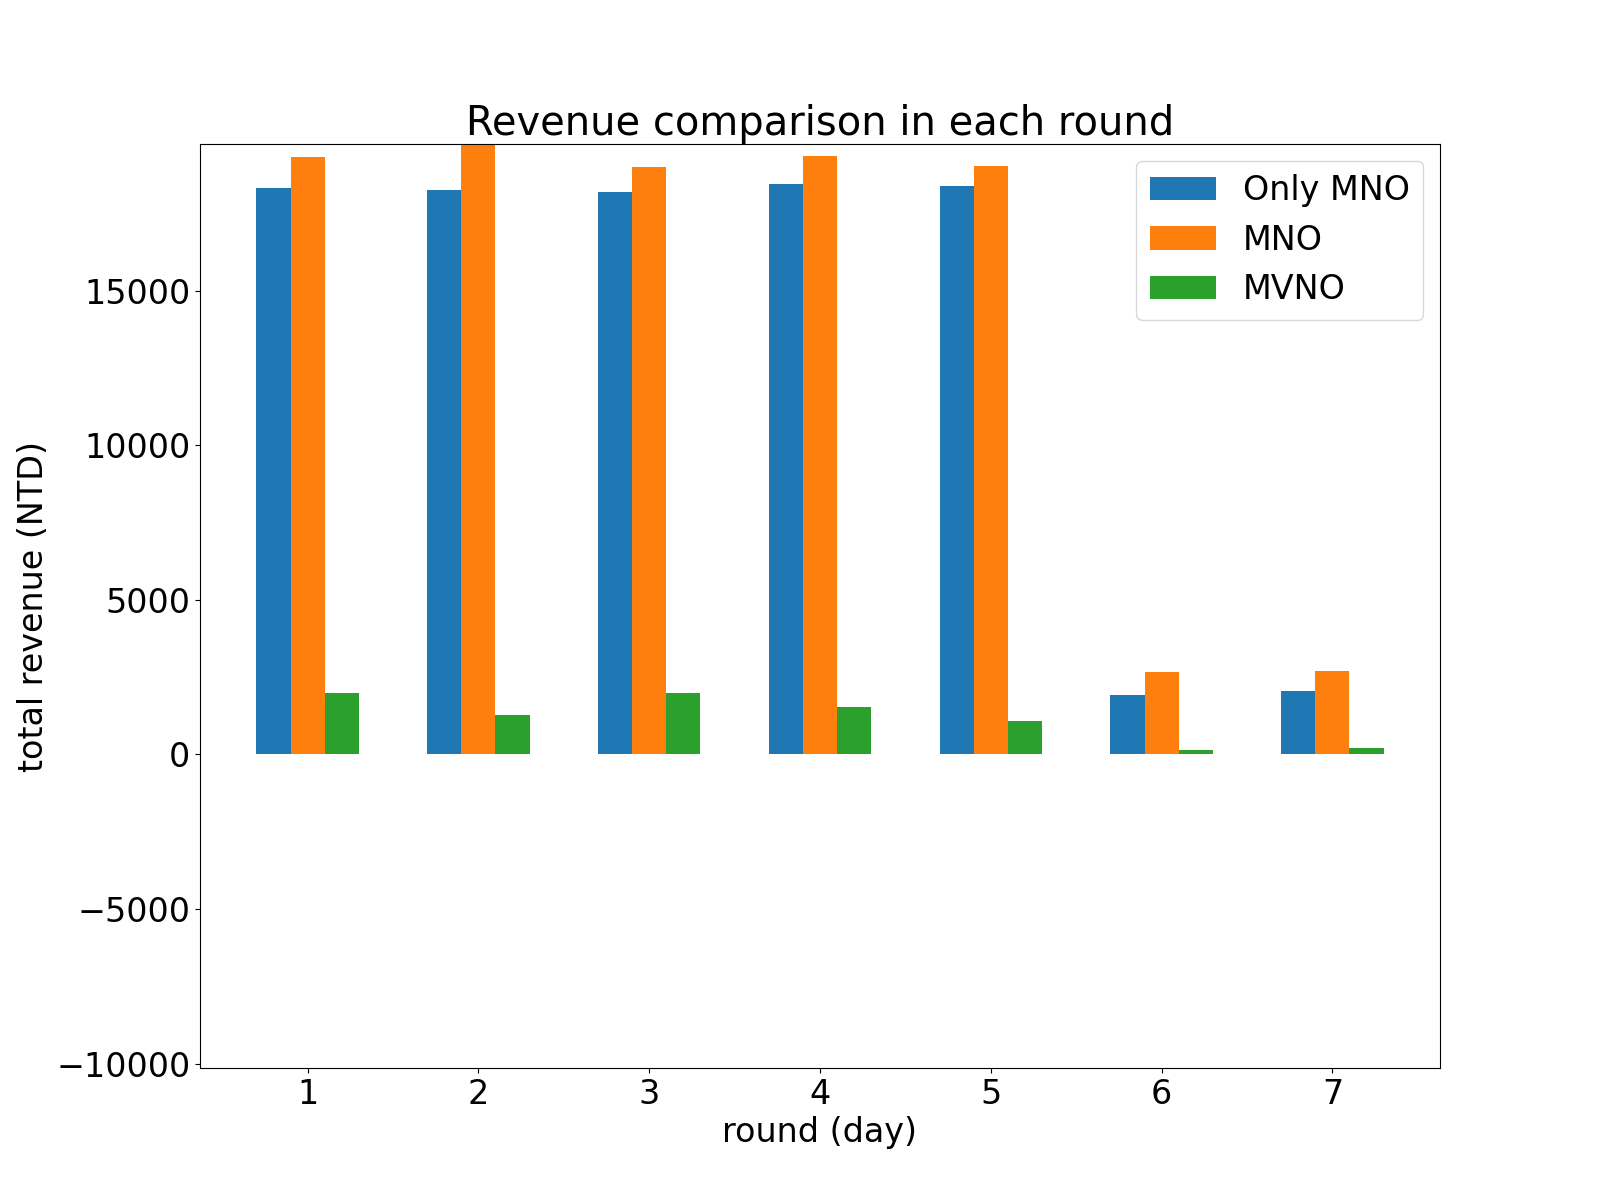 Revenue comparison in each round
Only MNO
MNO
MVNO
total revenue (NTD)
15000
10000
5000
0
−5000
−10000
1 2 3 4 5 6 7
round (day)